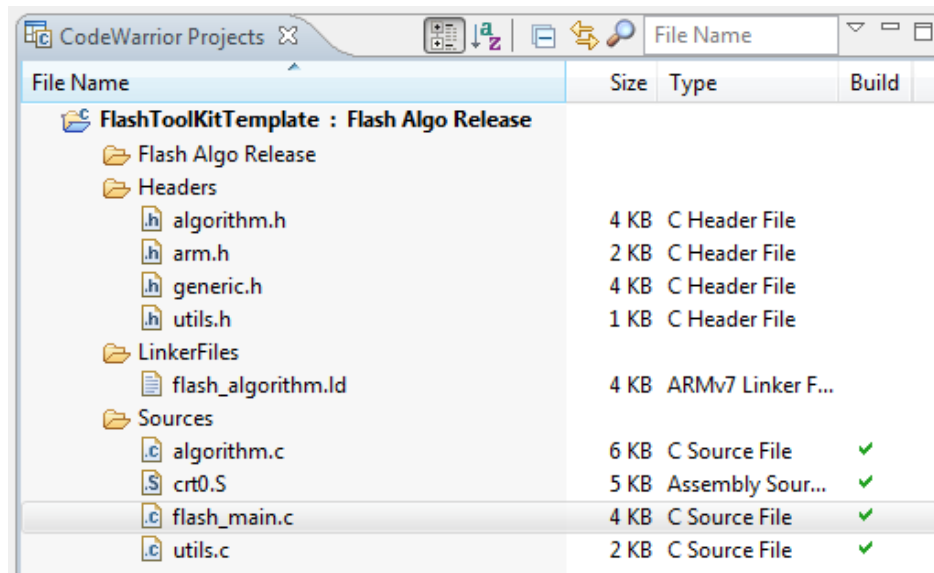 CodeWarrior Projects
File Name
File Name Size Type Build
FlashToolKitTemplate : Flash Algo Release
Flash Algo Release
Headers
.h algorithm.h 4 KB C Header File
.h arm.h 2 KB C Header File
.h generic.h 4 KB C Header File
.h utils.h 1 KB C Header File
LinkerFiles
flash_algorithm.ld 4 KB ARMv7 Linker F...
Sources
.c algorithm.c 6 KB C Source File
.S crt0.S 5 KB Assembly Sour...
.c flash_main.c 4 KB C Source File
.c utils.c 2 KB C Source File